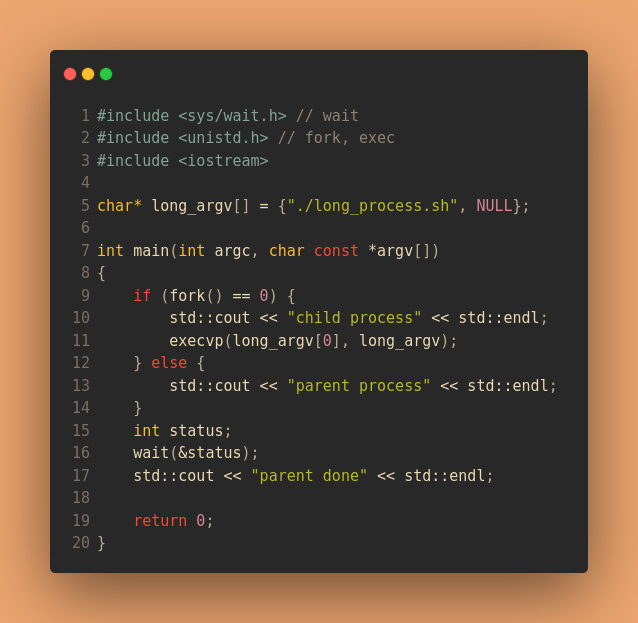 1 #include <sys/wait.h> // wait
2 #include <unistd.h> // fork, exec
3 #include <iostream>
4
5 char* long_argv[] = {"./long_process.sh", NULL};
6
7 int main(int argc, char const *argv[])
8 {
9     if (fork() == 0) {
10         std::cout << "child process" << std::endl;
11         execvp(long_argv[0], long_argv);
12     } else {
13         std::cout << "parent process" << std::endl;
14     }
15     int status;
16     wait(&status);
17     std::cout << "parent done" << std::endl;
18
19     return 0;
20 }